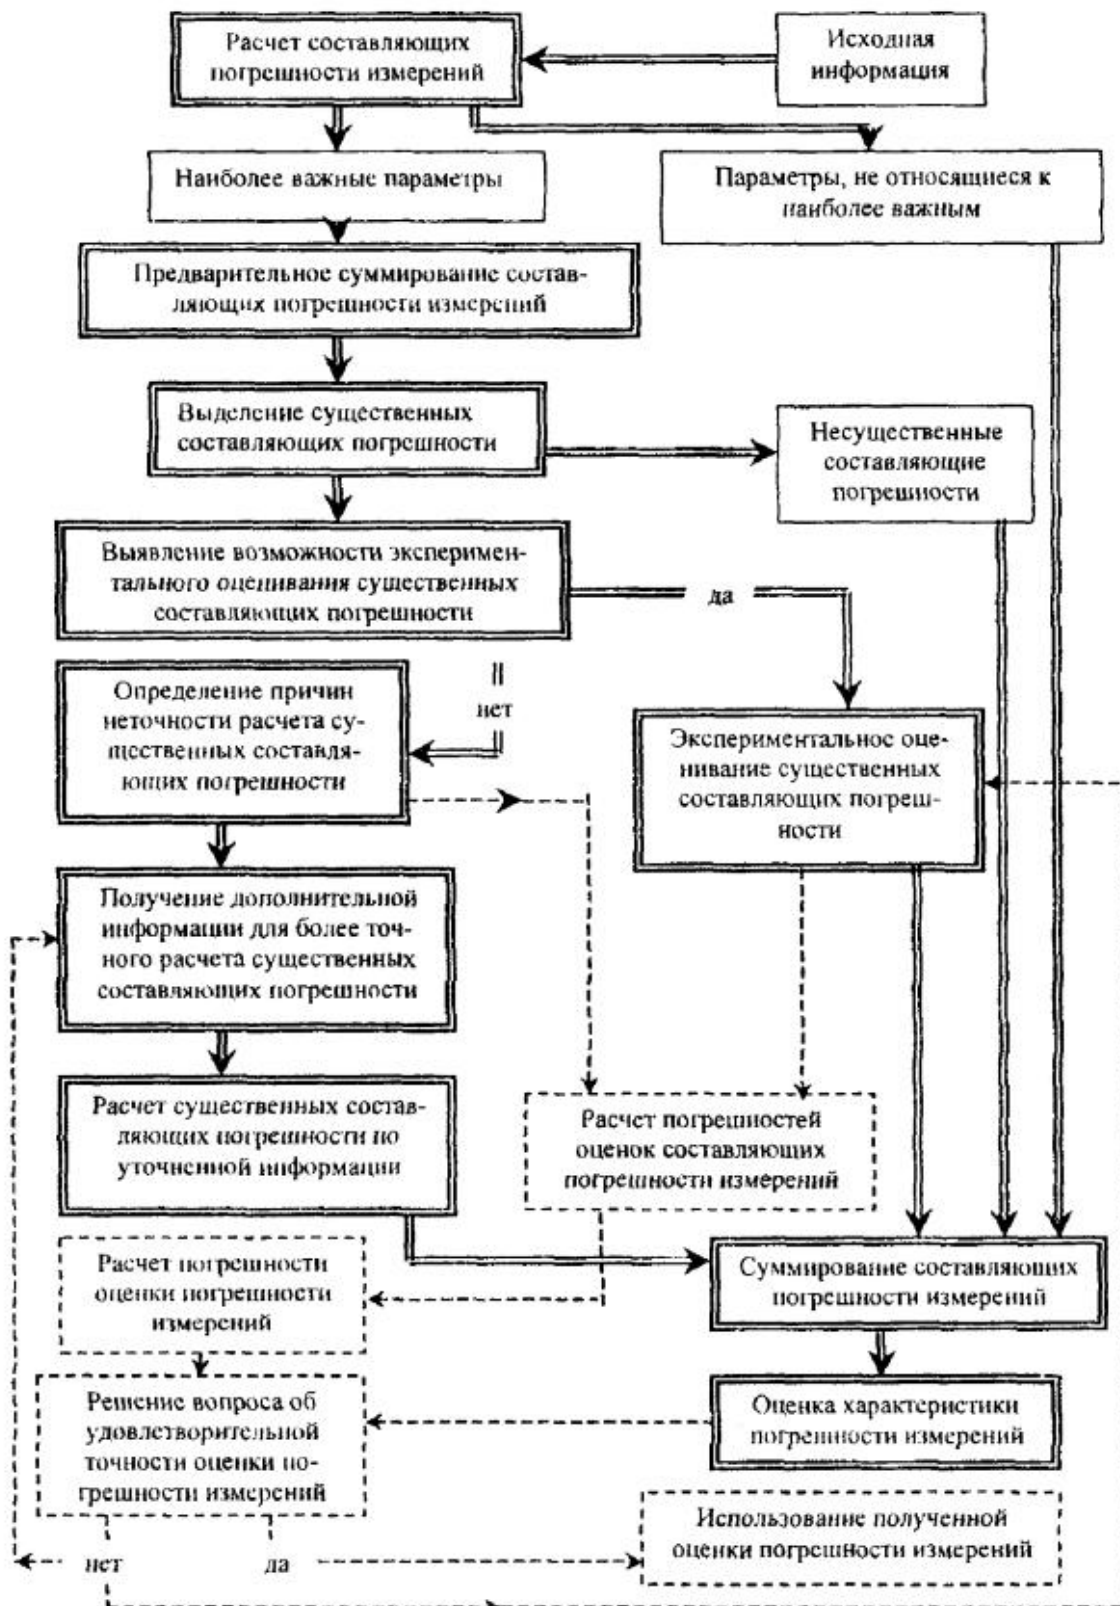 Расчет составляющих
погрешности измерений
Исходная
информация
Наиболее важные параметры
Параметры, не относящиеся к
наиболее важным
Предварительное суммирование состав-
ляющих погрешности измерений
Выделение существенных
составляющих погрешности
Несущественные
составляющие
погрешности
Выявление возможности эксперимен-
тального оценивания существенных
составляющих погрешности
да
Определение причин
неточности расчета су-
щественных составля-
ющих погрешности
нет
Экспериментальное оце-
нивание существенных
составляющих погреш-
ности
Получение дополнительной
информации для более точ-
ного расчета существенных
составляющих погрешности
Расчет существенных состав-
ляющих погрешности по
уточненной информации
Расчет погрешностей
оценок составляющих
погрешности измерений
Расчет погрешности
оценки погрешности
измерений
Суммирование составляющих
погрешности измерений
Решение вопроса об
удовлетворительной
точности оценки по-
грешности измерений
Оценка характеристики
погрешности измерений
Использование полученной
оценки погрешности измерений
нет
да